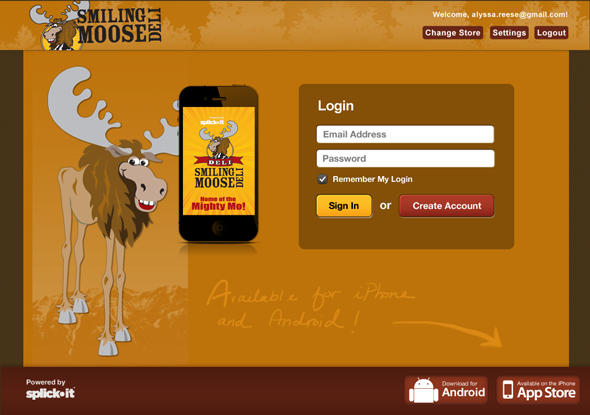 SMILING
MOOSE
DELI
Welcome, alyssa.reese@gmail.com!
Change Store Settings Logout
splick-it
DELI
SMILING
MOOSE
DELI
Home of the
Mighty Mo!
Login
Email Address
Password
Remember My Login
Sign In or Create Account
Available for iPhone
and Android!
Powered by
splick-it
Download for
Android
Available on the iPhone
App Store